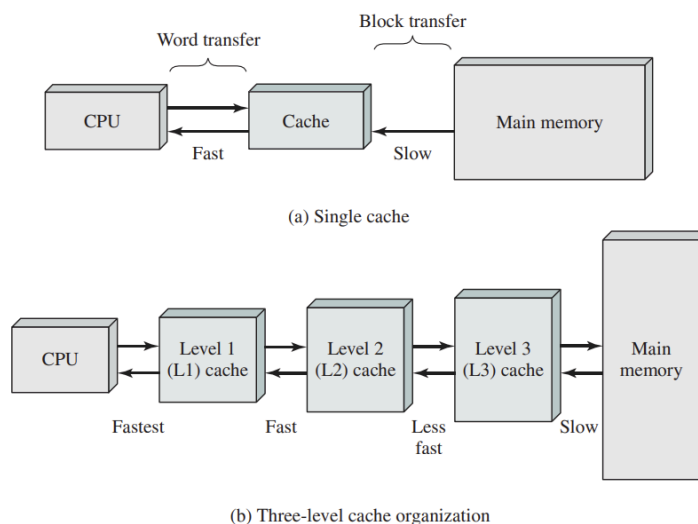 Block transfer
Word transfer
CPU
Cache
Main memory
Fast
Slow
(a) Single cache
CPU
Level 1
(L1) cache
Level 2
(L2) cache
Level 3
(L3) cache
Main
memory
Fastest
Fast
Less
fast
Slow
(b) Three-level cache organization